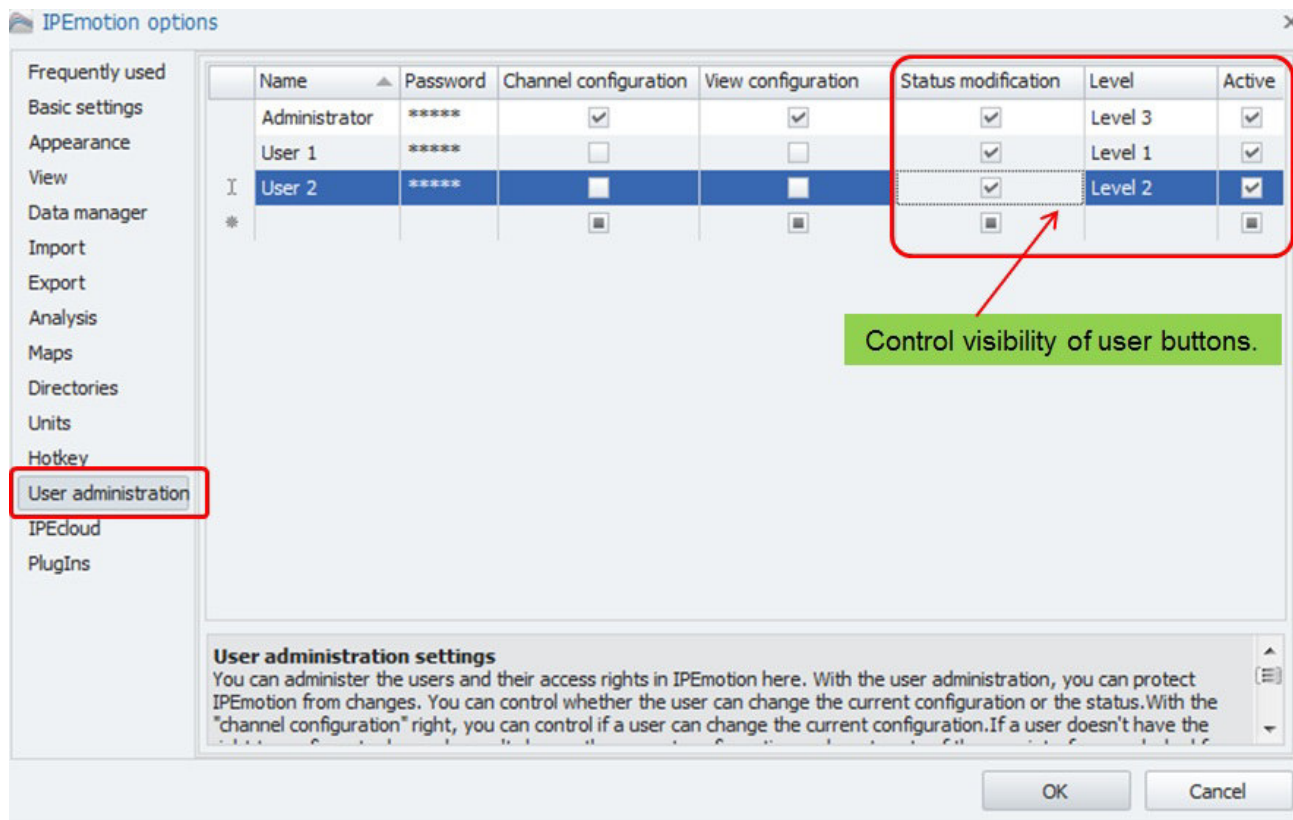 IPEmotion options
Frequently used
Basic settings
Appearance
View
Data manager
Import
Export
Analysis
Maps
Directories
Units
Hotkey
User administration
IPEcloud
PlugIns
Name Password Channel configuration View configuration Status modification Level Active
Administrator ***** Level 3
User 1 ***** Level 1
User 2 ***** Level 2
Control visibility of user buttons.
User administration settings
You can administer the users and their access rights in IPEmotion here. With the user administration, you can protect
IPEmotion from changes. You can control whether the user can change the current configuration or the status.With the
"channel configuration" right, you can control if a user can change the current configuration.If a user doesn't have the
OK Cancel